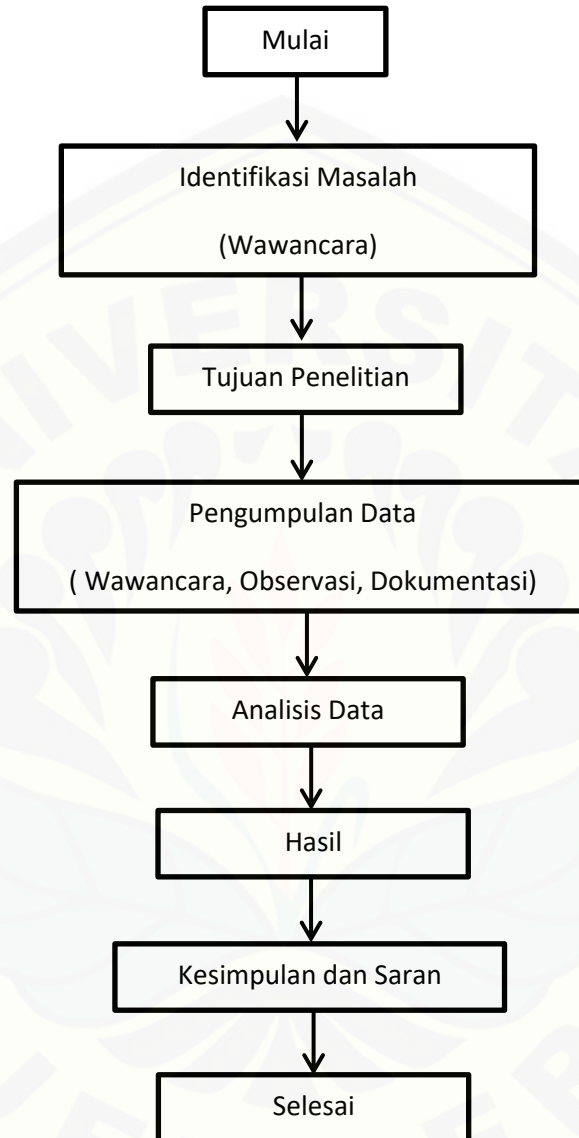 Mulai
Identifikasi Masalah
(Wawancara)
Tujuan Penelitian
Pengumpulan Data
( Wawancara, Observasi, Dokumentasi)
Analisis Data
Hasil
Kesimpulan dan Saran
Selesai